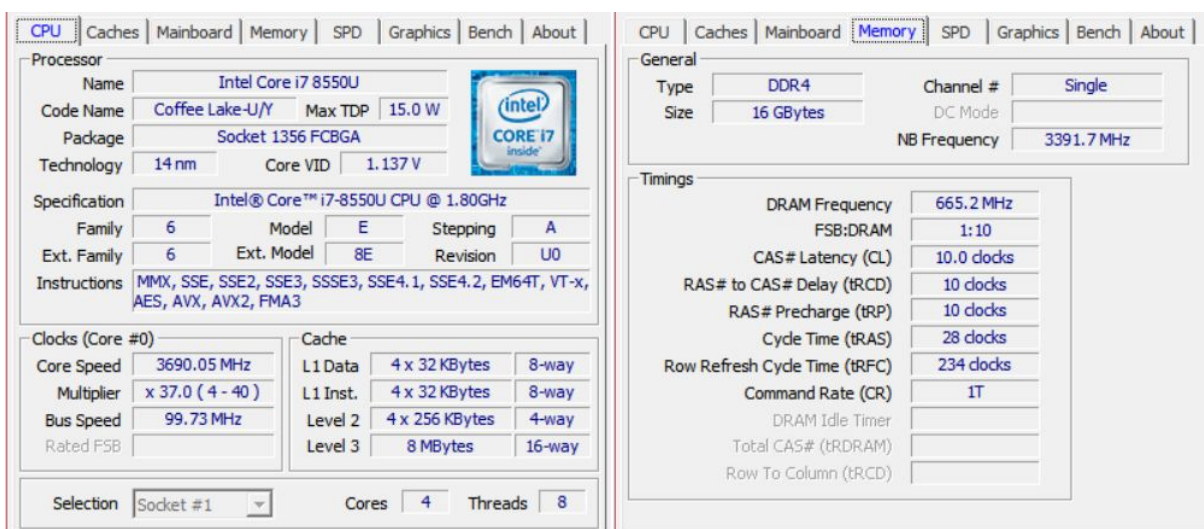 CPU Caches Mainboard Memory SPD Graphics Bench About
Processor
Name Intel Core i7 8550U
Code Name Coffee Lake-U/Y Max TDP 15.0 W
Package Socket 1356 FCBGA
Technology 14 nm Core VID 1.137 V
intel
CORE i7
inside
Specification Intel® Core™ i7-8550U CPU @ 1.80GHz
Family 6 Model E Stepping A
Ext. Family 6 Ext. Model 8E Revision U0
Instructions MMX, SSE, SSE2, SSE3, SSSE3, SSE4.1, SSE4.2, EM64T, VT-x,
AES, AVX, AVX2, FMA3
Clocks (Core #0)
Core Speed 3690.05 MHz
Multiplier x 37.0 ( 4 - 40 )
Bus Speed 99.73 MHz
Rated FSB
Cache
L1 Data 4 x 32 KBytes 8-way
L1 Inst. 4 x 32 KBytes 8-way
Level 2 4 x 256 KBytes 4-way
Level 3 8 MBytes 16-way
Selection Socket #1 Cores 4 Threads 8
CPU Caches Mainboard Memory SPD Graphics Bench About
General
Type DDR4 Channel # Single
Size 16 GBytes DC Mode
NB Frequency 3391.7 MHz
Timings
DRAM Frequency 665.2 MHz
FSB:DRAM 1:10
CAS# Latency (CL) 10.0 clocks
RAS# to CAS# Delay (tRCD) 10 clocks
RAS# Precharge (tRP) 10 clocks
Cycle Time (tRAS) 28 clocks
Row Refresh Cycle Time (tRFC) 234 clocks
Command Rate (CR) 1T
DRAM Idle Timer
Total CAS# (tRDRAM)
Row To Column (tRCD)